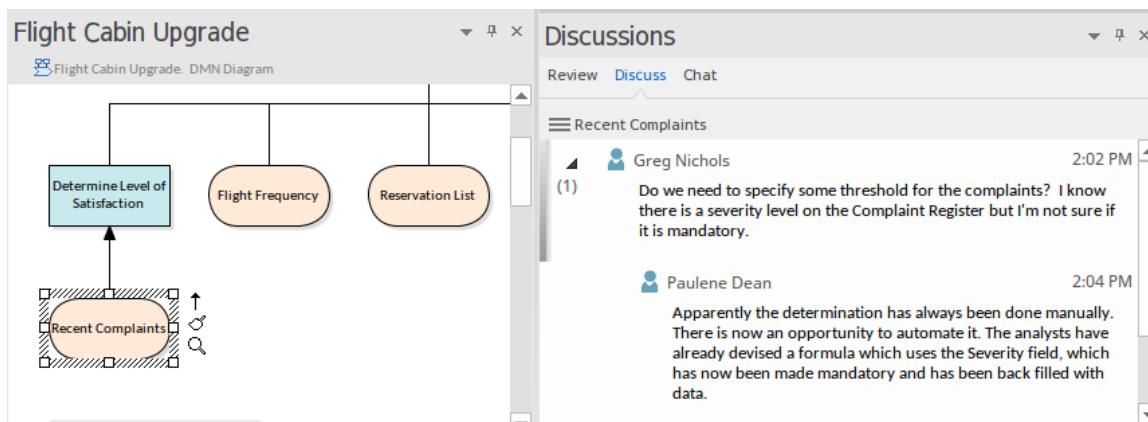 Flight Cabin Upgrade
Flight Cabin Upgrade. DMN Diagram
Determine Level of
Satisfaction
Flight Frequency
Reservation List
Recent Complaints
Discussions
Review Discuss Chat
Recent Complaints
Greg Nichols 2:02 PM
(1)
Do we need to specify some threshold for the complaints? I know
there is a severity level on the Complaint Register but I'm not sure if
it is mandatory.
Paulene Dean 2:04 PM
Apparently the determination has always been done manually.
There is now an opportunity to automate it. The analysts have
already devised a formula which uses the Severity field, which
has now been made mandatory and has been back filled with
data.